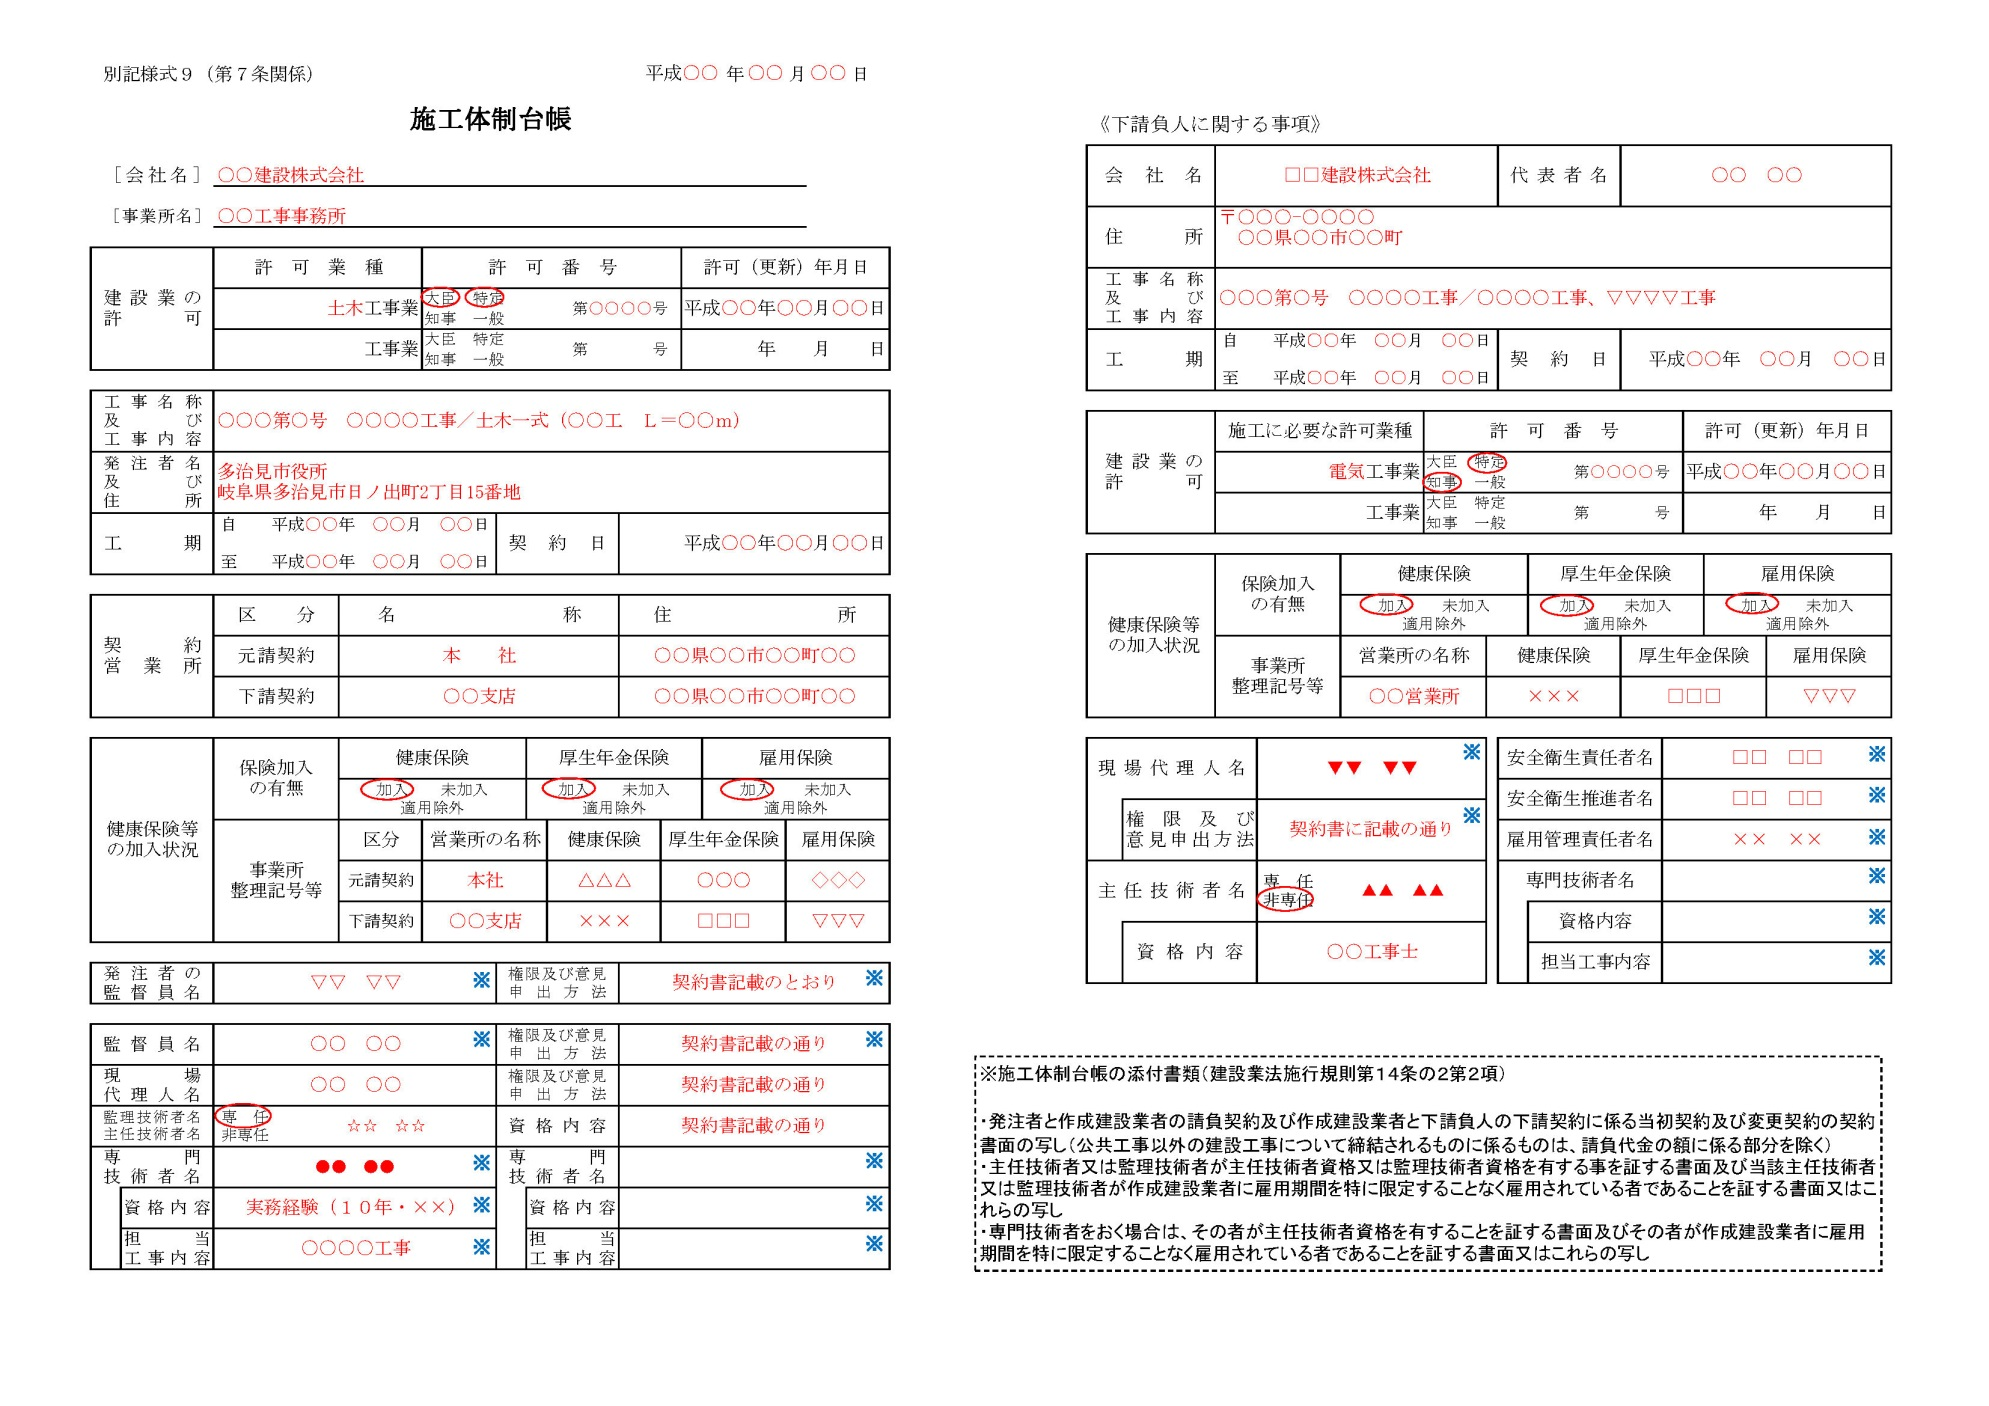 別記様式９（第７条関係）　平成〇〇 年〇〇 月〇〇 日
施工体制台帳
［会社名］ 〇〇建設株式会社
［事業所名］ 〇〇工事事務所
建設業の許可
許可業種　許可番号　許可（更新）年月日
土木工事業　大臣 特定　知事 一般　第〇〇〇〇号　平成〇〇年〇〇月〇〇日
工事業　大臣 特定　知事 一般　第　号　年　月　日
工事名称及び工事内容　〇〇〇第〇号　〇〇〇〇工事／土木一式（〇〇工　Ｌ＝〇〇ｍ）
発注者名及び住所　多治見市役所
岐阜県多治見市日ノ出町2丁目15番地
工期　自　平成〇〇年　〇〇月　〇〇日
至　平成〇〇年　〇〇月　〇〇日
契約日　平成〇〇年〇〇月〇〇日
契約営業所
区分　名称　住所
元請契約　本　社　〇〇県〇〇市〇〇町〇〇
下請契約　〇〇支店　〇〇県〇〇市〇〇町〇〇
健康保険等の加入状況
保険加入の有無　健康保険　厚生年金保険　雇用保険
加入　未加入　加入　未加入　加入　未加入
適用除外　適用除外　適用除外
事業所整理記号等
区分　営業所の名称　健康保険　厚生年金保険　雇用保険
元請契約　本社　△△△　〇〇〇　◇◇◇
下請契約　〇〇支店　×××　□□□　▽▽▽
発注者の監督員名　▽▽　▽▽　※　権限及び意見申出方法　契約書記載のとおり　※
監督員名　〇〇　〇〇　※　権限及び意見申出方法　契約書記載の通り　※
現場代理人名　〇〇　〇〇　権限及び意見申出方法　契約書記載の通り
監理技術者名
主任技術者名　専任　非専任　☆☆　☆☆　資格内容　契約書記載の通り
専門技術者名　●●　●●　※　専門技術者名　※
資格内容　実務経験（１０年・××）　※　資格内容　※
担当工事内容　〇〇〇〇工事　※　担当工事内容　※
《下請負人に関する事項》
会社名　□□建設株式会社　代表者名　〇〇　〇〇
住所　〒〇〇〇-〇〇〇〇
〇〇県〇〇市〇〇町
工事名称及び工事内容　〇〇〇第〇号　〇〇〇〇工事／〇〇〇〇工事、▽▽▽▽工事
工期　自　平成〇〇年　〇〇月　〇〇日
至　平成〇〇年　〇〇月　〇〇日
契約日　平成〇〇年　〇〇月　〇〇日
建設業の許可
施工に必要な許可業種　許可番号　許可（更新）年月日
電気工事業　大臣 特定　知事 一般　第〇〇〇〇号　平成〇〇年〇〇月〇〇日
工事業　大臣 特定　知事 一般　第　号　年　月　日
健康保険等の加入状況
保険加入の有無　健康保険　厚生年金保険　雇用保険
加入　未加入　加入　未加入　加入　未加入
適用除外　適用除外　適用除外
事業所整理記号等
営業所の名称　健康保険　厚生年金保険　雇用保険
〇〇営業所　×××　□□□　▽▽▽
現場代理人名　▼▼　▼▼　※
権限及び意見申出方法　契約書に記載の通り　※
主任技術者名　専任　非専任　▲▲　▲▲
資格内容　〇〇工事士
安全衛生責任者名　□□　□□　※
安全衛生推進者名　□□　□□　※
雇用管理責任者名　××　××　※
専門技術者名　※
資格内容　※
担当工事内容　※
※施工体制台帳の添付書類（建設業法施行規則第14条の2第2項）
・発注者と作成建設業者の請負契約及び作成建設業者と下請負人の下請契約に係る当初契約及び変更契約の契約
書面の写し（公共工事以外の建設工事について締結されるものに係るものは、請負代金の額に係る部分を除く）
・主任技術者又は監理技術者が主任技術者資格又は監理技術者資格を有する事を証する書面及び当該主任技術者
又は監理技術者が作成建設業者に雇用期間を特に限定することなく雇用されている者であることを証する書面又はこ
れらの写し
・専門技術者をおく場合は、その者が主任技術者資格を有することを証する書面及びその者が作成建設業者に雇用
期間を特に限定することなく雇用されている者であることを証する書面又はこれらの写し